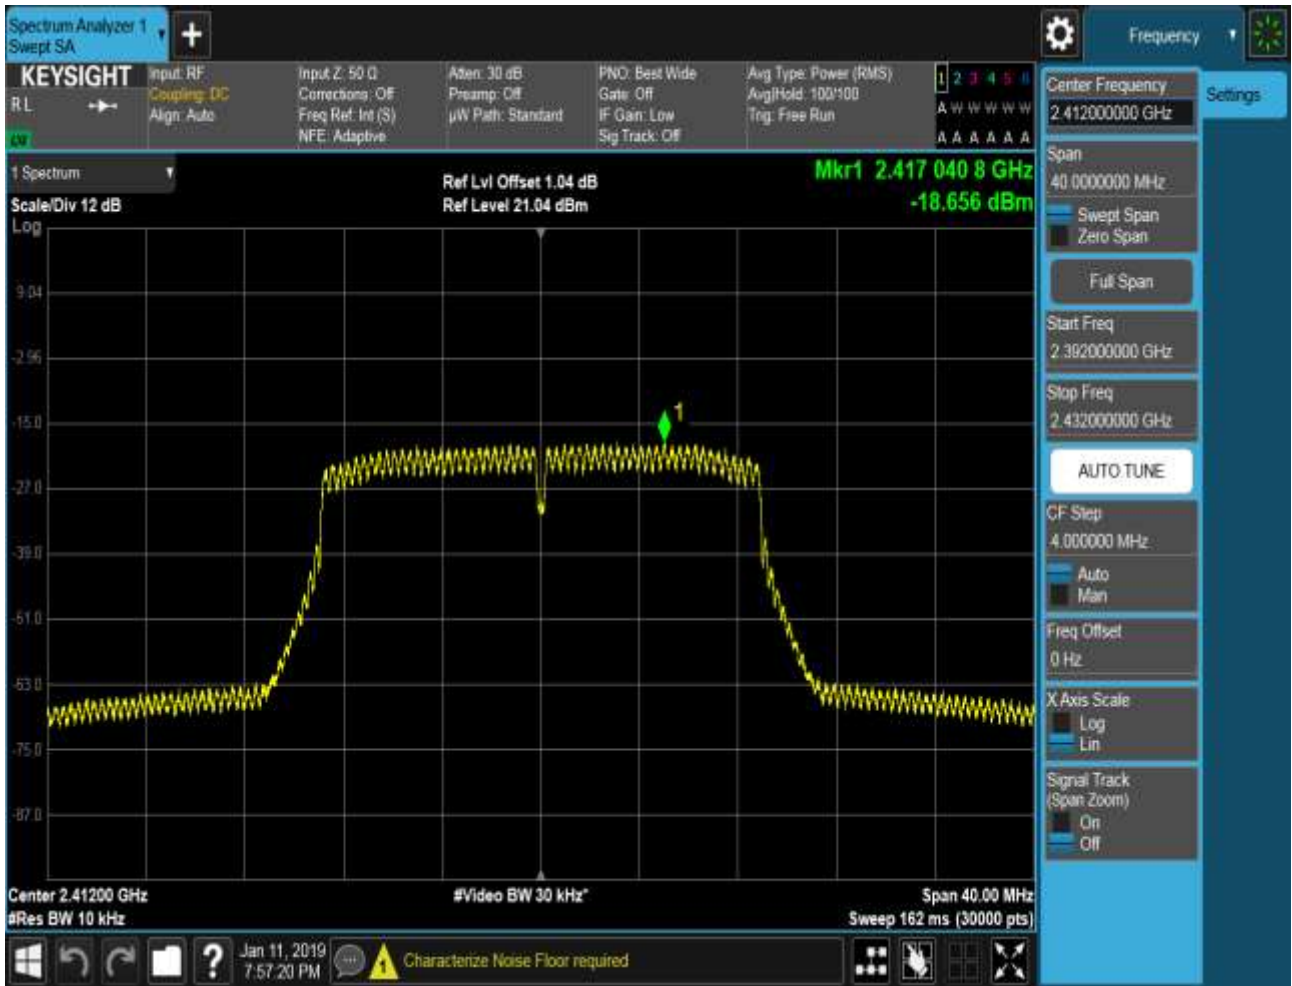 Spectrum Analyzer 1
Swept SA
+
Frequency
KEYSIGHT
R L
LXI
Input: RF
Coupling: DC
Align: Auto
Input Z: 50 Ω
Corrections: Off
Freq Ref: Int (S)
NFE: Adaptive
Atten: 30 dB
Preamp: Off
µW Path: Standard
PNO: Best Wide
Gate: Off
IF Gain: Low
Sig Track: Off
Avg Type: Power (RMS)
Avg|Hold: 100/100
Trig: Free Run
1 2 3 4 5 6
A W W W W W
A A A A A A
1 Spectrum
Scale/Div 12 dB
Ref Lvl Offset 1.04 dB
Ref Level 21.04 dBm
Mkr1 2.417 040 8 GHz
-18.656 dBm
Log
9.04
-2.96
-15.0
-27.0
-39.0
-51.0
-63.0
-75.0
-87.0
1
Center 2.41200 GHz
#Res BW 10 kHz
#Video BW 30 kHz*
Span 40.00 MHz
Sweep 162 ms (30000 pts)
Center Frequency
2.412000000 GHz
Settings
Span
40.0000000 MHz
Swept Span
Zero Span
Full Span
Start Freq
2.392000000 GHz
Stop Freq
2.432000000 GHz
AUTO TUNE
CF Step
4.000000 MHz
Auto
Man
Freq Offset
0 Hz
X Axis Scale
Log
Lin
Signal Track
(Span Zoom)
On
Off
?
Jan 11, 2019
7:57:20 PM
1
Characterize Noise Floor required